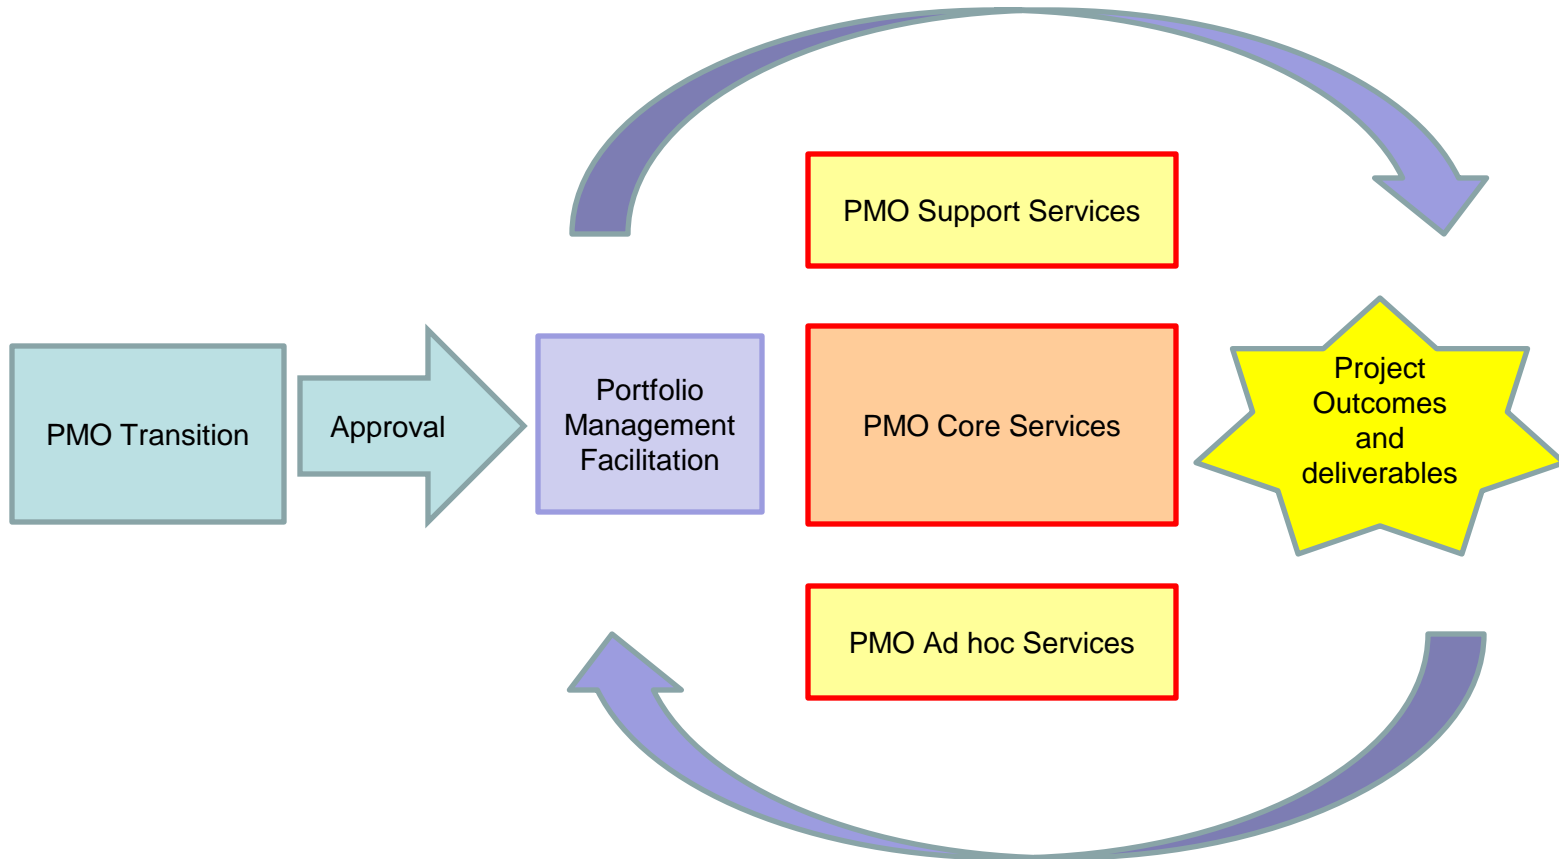 PMO Support Services
PMO Transition
Approval
Portfolio
Management
Facilitation
PMO Core Services
Project
Outcomes
and
deliverables
PMO Ad hoc Services